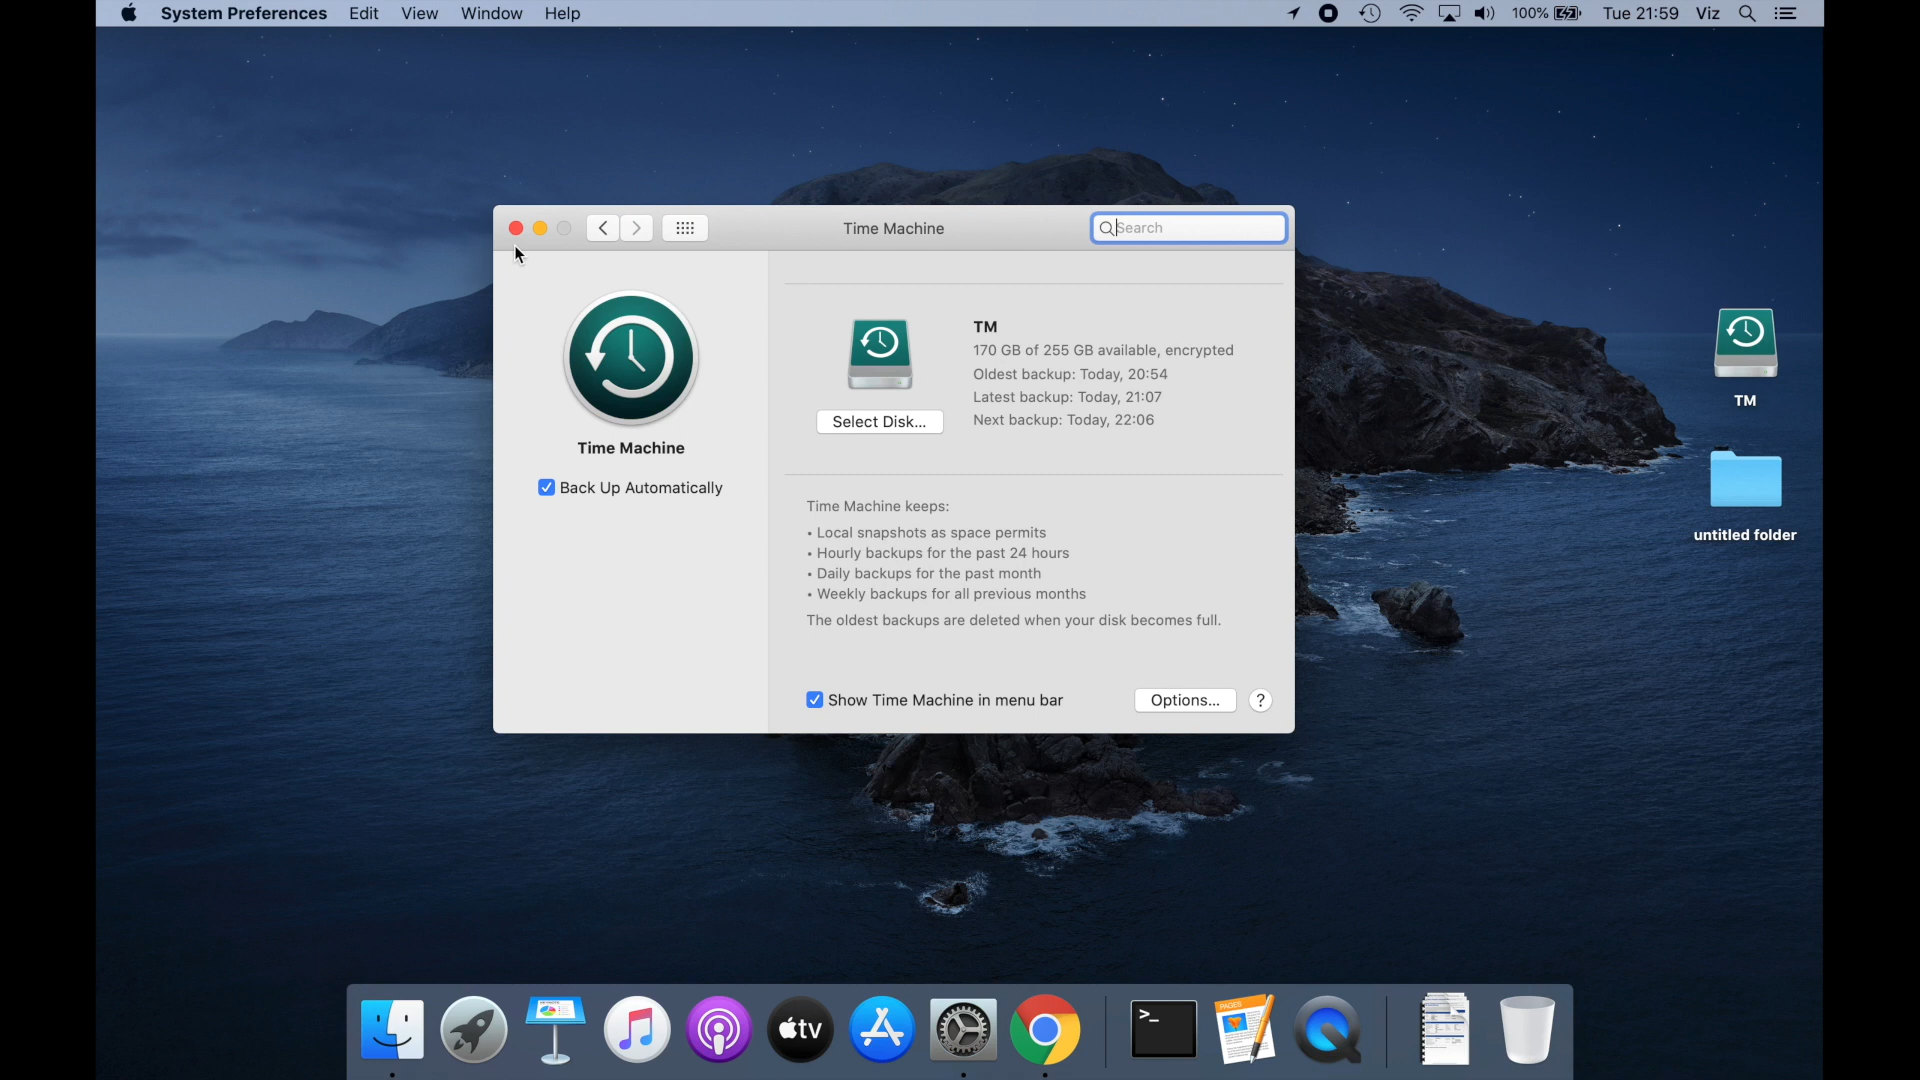 System Preferences Edit View Window Help 100% Tue 21:59 Viz
Time Machine Search
TM
170 GB of 255 GB available, encrypted
Oldest backup: Today, 20:54
Latest backup: Today, 21:07
Next backup: Today, 22:06
Select Disk...
Time Machine
Back Up Automatically
Time Machine keeps:
• Local snapshots as space permits
• Hourly backups for the past 24 hours
• Daily backups for the past month
• Weekly backups for all previous months
The oldest backups are deleted when your disk becomes full.
Show Time Machine in menu bar Options... ?
TM
untitled folder
tv
>_
PAGES